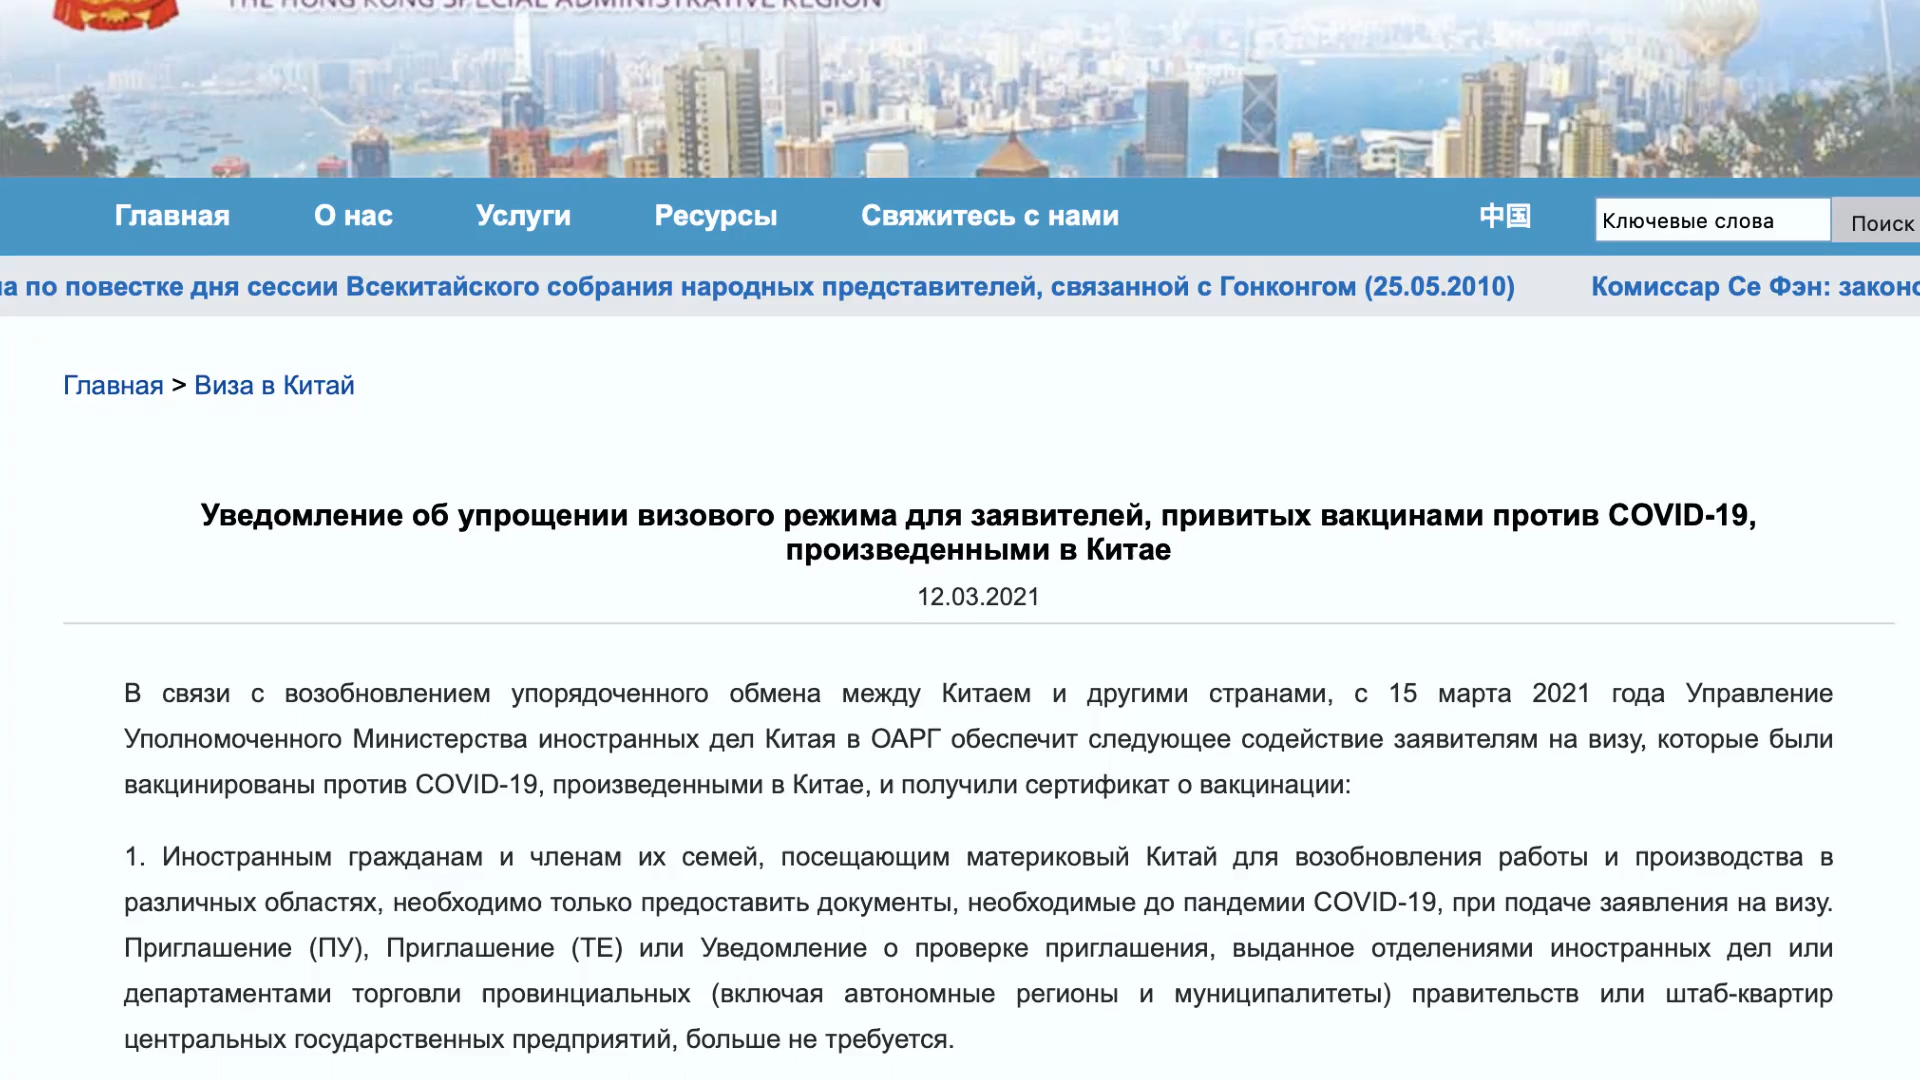 THE HONG KONG SPECIAL ADMINISTRATIVE REGION
Главная О нас Услуги Ресурсы Свяжитесь с нами 中国 Ключевые слова Поиск
по повестке дня сессии Всекитайского собрания народных представителей, связанной с Гонконгом (25.05.2010) Комиссар Се Фэн:
Главная > Виза в Китай
Уведомление об упрощении визового режима для заявителей, привитых вакцинами против COVID-19,
произведенными в Китае
12.03.2021
В связи с возобновлением упорядоченного обмена между Китаем и другими странами, с 15 марта 2021 года Управление
Уполномоченного Министерства иностранных дел Китая в ОАРГ обеспечит следующее содействие заявителям на визу, которые были
вакцинированы против COVID-19, произведенными в Китае, и получили сертификат о вакцинации:
1. Иностранным гражданам и членам их семей, посещающим материковый Китай для возобновления работы и производства в
различных областях, необходимо только предоставить документы, необходимые до пандемии COVID-19, при подаче заявления на визу.
Приглашение (ПУ), Приглашение (ТЕ) или Уведомление о проверке приглашения, выданное отделениями иностранных дел или
департаментами торговли провинциальных (включая автономные регионы и муниципалитеты) правительств или штаб-квартир
центральных государственных предприятий, больше не требуется.